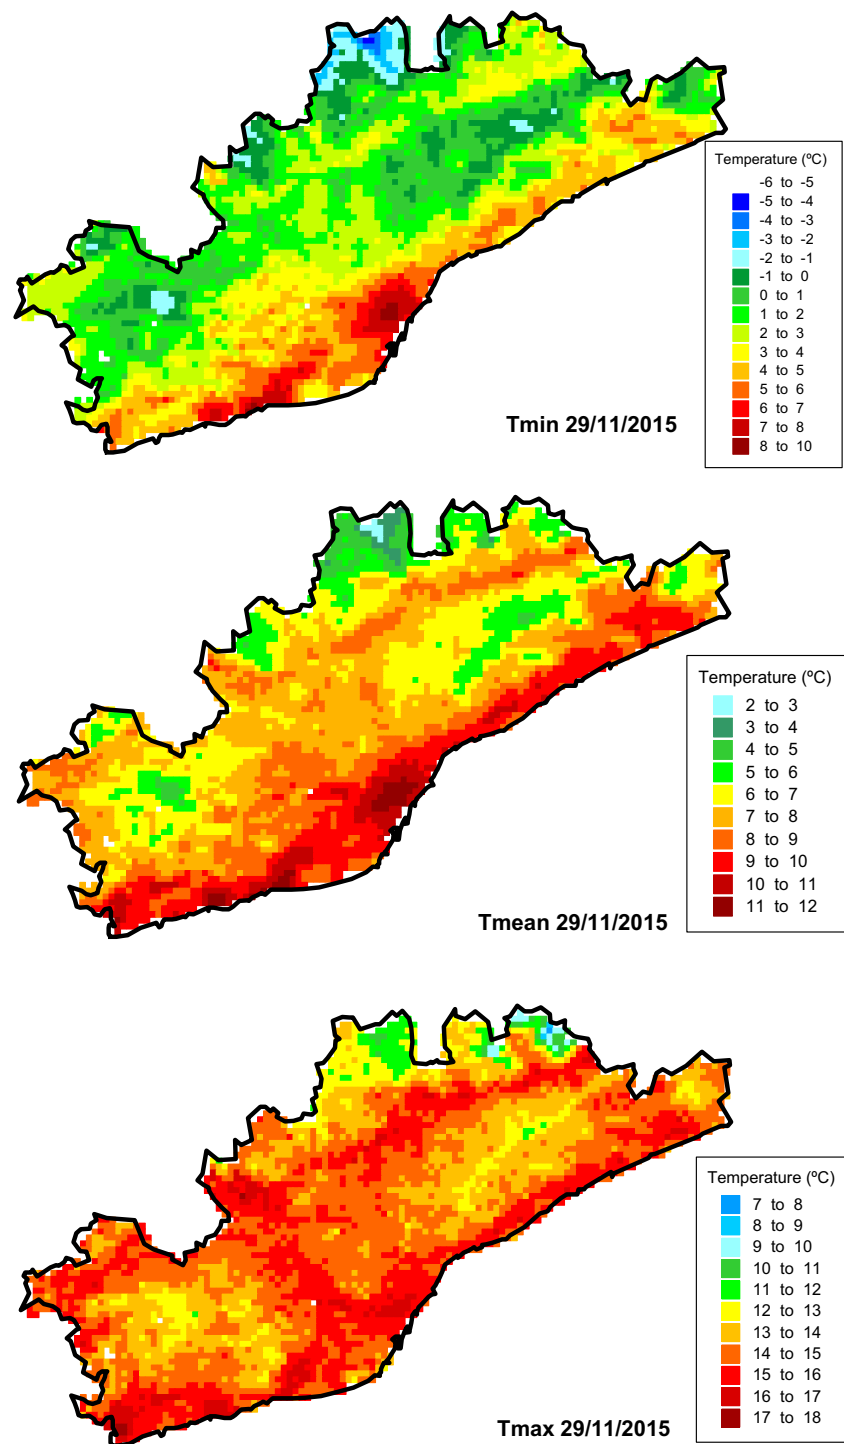 Temperature (ºC)
-6 to -5
-5 to -4
-4 to -3
-3 to -2
-2 to -1
-1 to 0
0 to 1
1 to 2
2 to 3
3 to 4
4 to 5
5 to 6
6 to 7
7 to 8
8 to 10
Tmin 29/11/2015
Temperature (ºC)
2 to 3
3 to 4
4 to 5
5 to 6
6 to 7
7 to 8
8 to 9
9 to 10
10 to 11
11 to 12
Tmean 29/11/2015
Temperature (ºC)
7 to 8
8 to 9
9 to 10
10 to 11
11 to 12
12 to 13
13 to 14
14 to 15
15 to 16
16 to 17
17 to 18
Tmax 29/11/2015